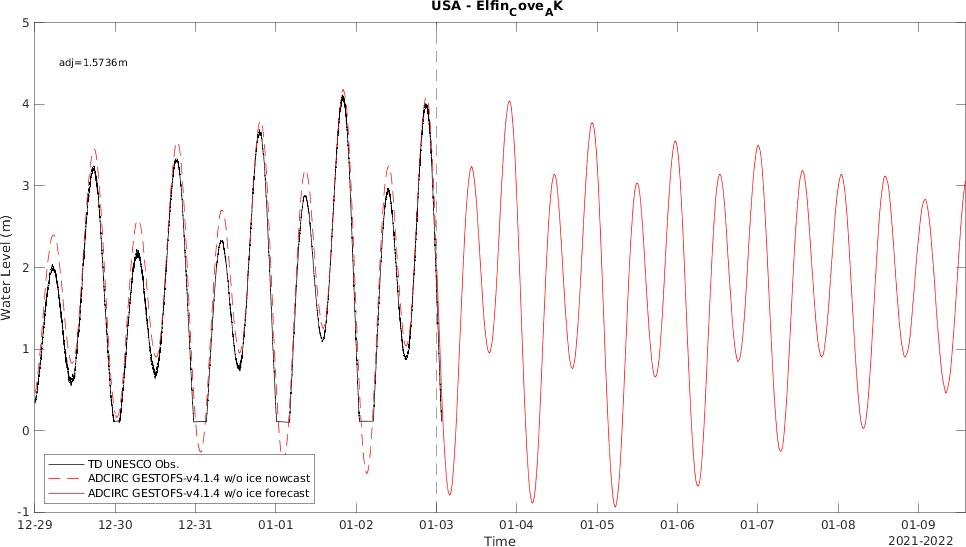 USA - ElfinCoveAK
adj=1.5736m
Water Level (m)
5
4
3
2
1
0
-1
TD UNESCO Obs.
ADCIRC GESTOFS-v4.1.4 w/o ice nowcast
ADCIRC GESTOFS-v4.1.4 w/o ice forecast
12-29 12-30 12-31 01-01 01-02 01-03 01-04 01-05 01-06 01-07 01-08 01-09
Time
2021-2022